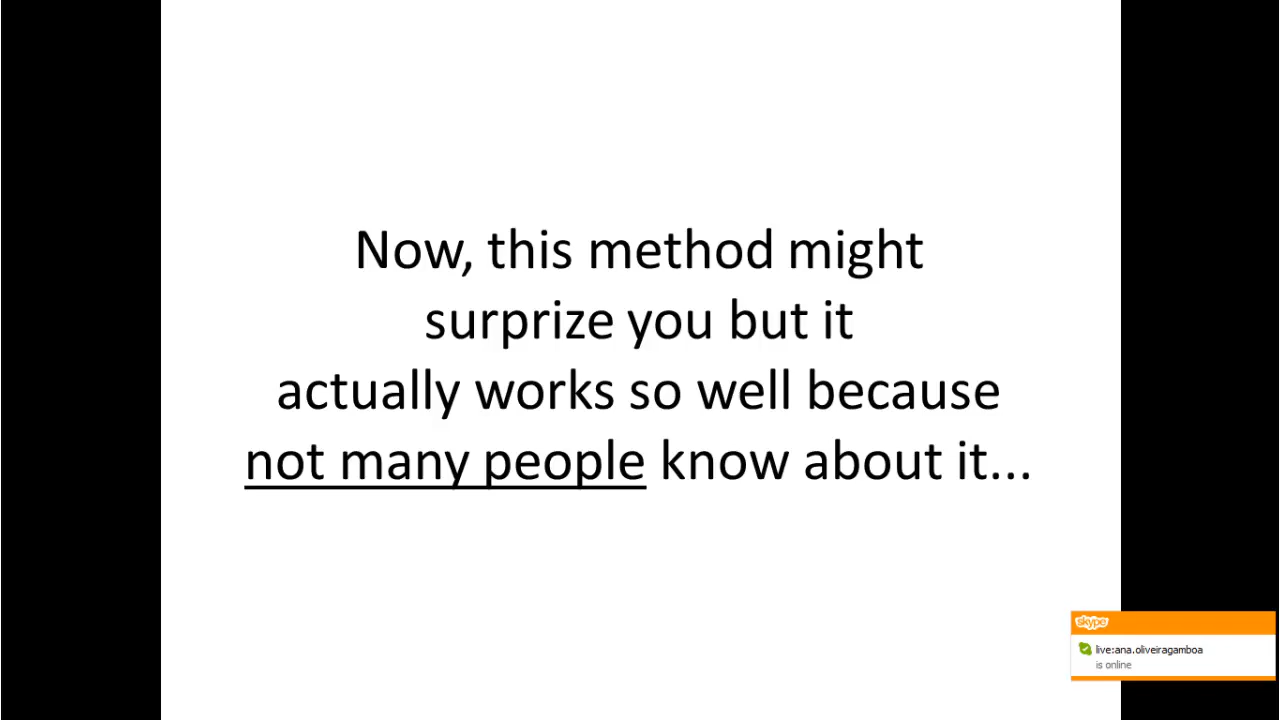 Now, this method might
surprize you but it
actually works so well because
not many people know about it...
skype
live:ana.oliveiragamboa
is online